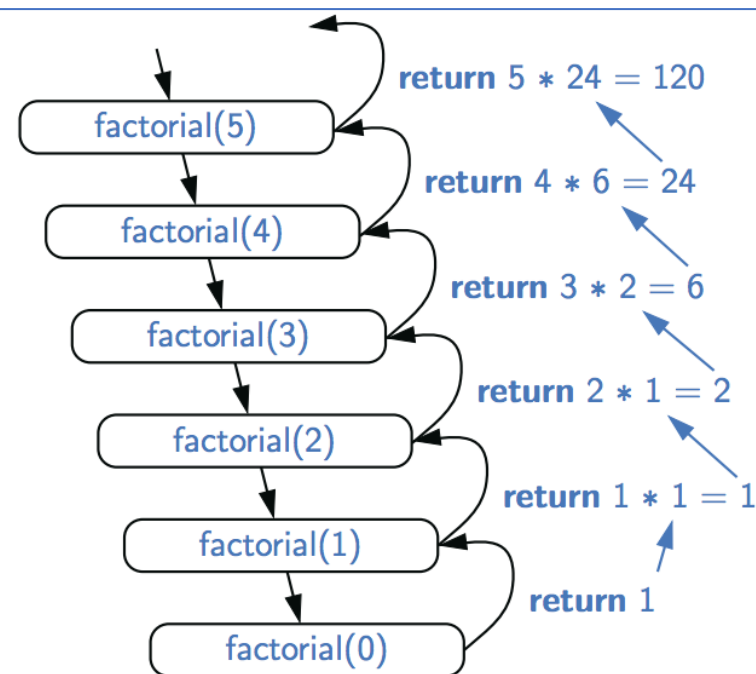 return 5 * 24 = 120
factorial(5)
return 4 * 6 = 24
factorial(4)
return 3 * 2 = 6
factorial(3)
return 2 * 1 = 2
factorial(2)
return 1 * 1 = 1
factorial(1)
return 1
factorial(0)